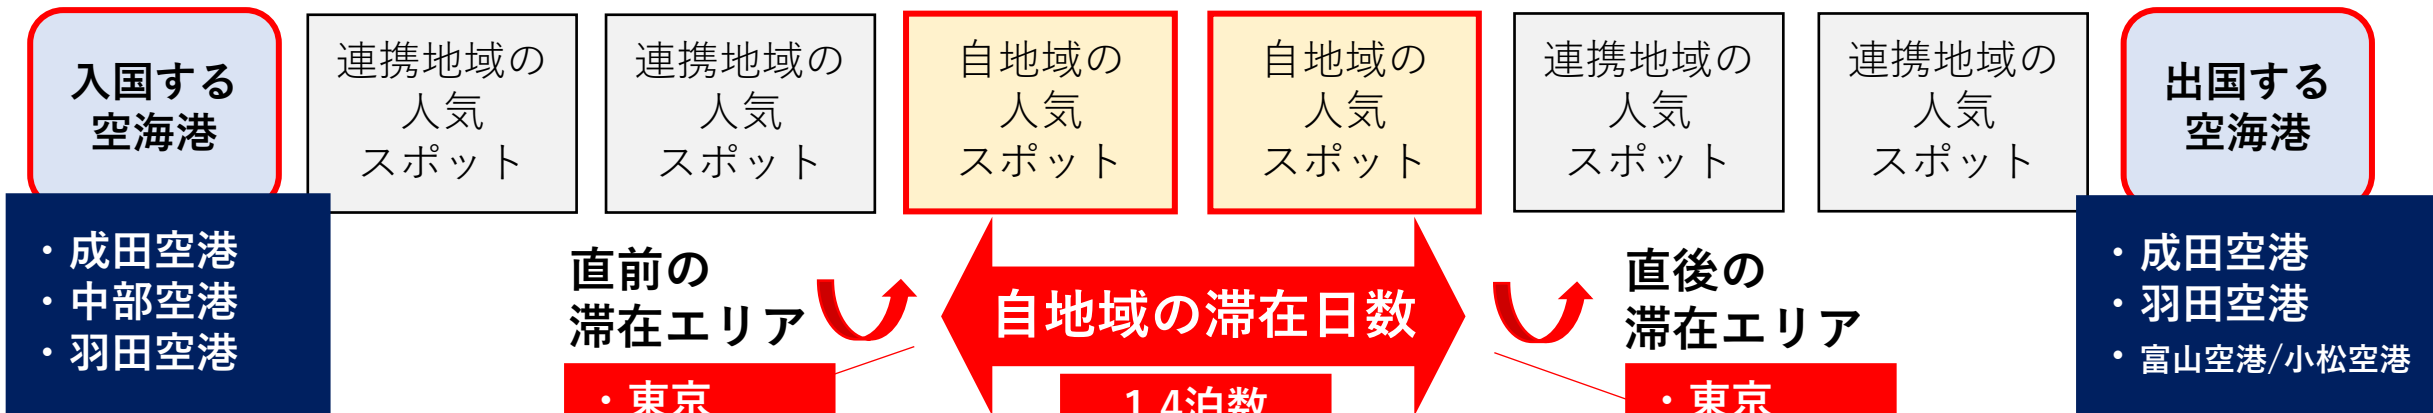 入国する
空海港
連携地域の
人気
スポット
連携地域の
人気
スポット
自地域の
人気
スポット
自地域の
人気
スポット
連携地域の
人気
スポット
連携地域の
人気
スポット
出国する
空海港
・成田空港
・中部空港
・羽田空港
直前の
滞在エリア
・東京
自地域の滞在日数
1.4泊数
直後の
滞在エリア
・東京
・成田空港
・羽田空港
・富山空港/小松空港